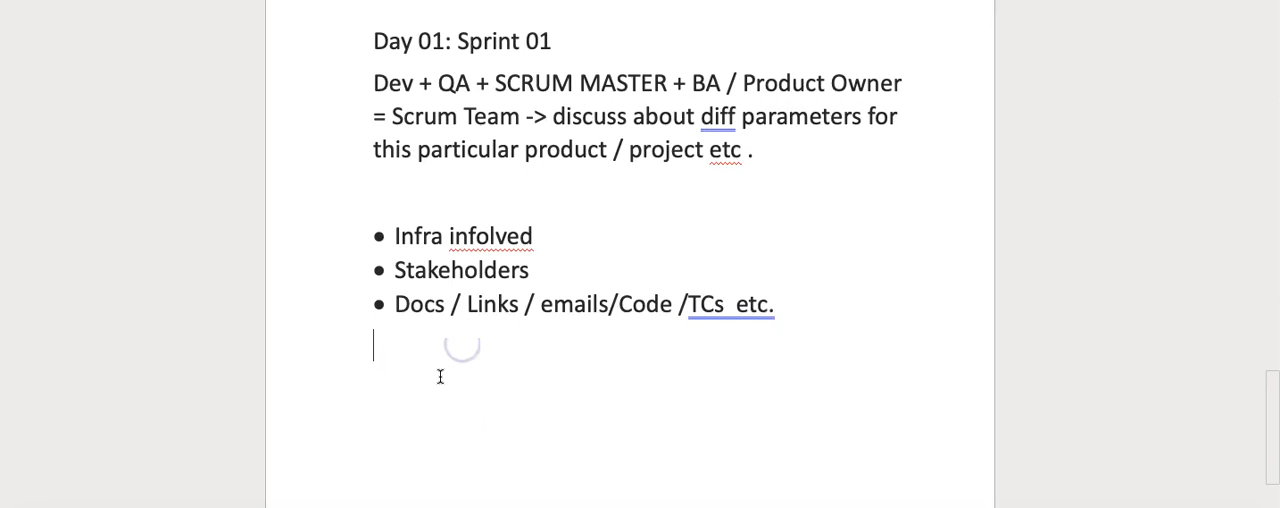 Day 01: Sprint 01
Dev + QA + SCRUM MASTER + BA / Product Owner
= Scrum Team -> discuss about diff parameters for
this particular product / project etc .
• Infra infolved
• Stakeholders
• Docs / Links / emails/Code /TCs  etc.